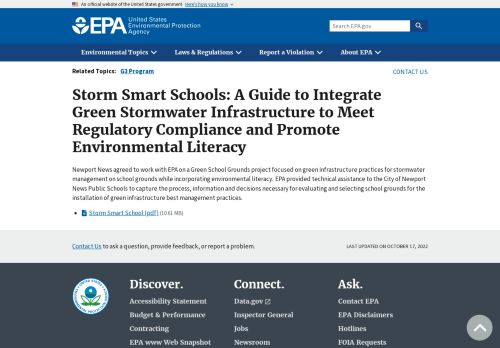 An official website of the United States government Here's how you know
EPA United States
Environmental Protection
Agency
Search EPA.gov
Environmental Topics Laws & Regulations Report a Violation About EPA
Related Topics: G3 Program CONTACT US
Storm Smart Schools: A Guide to Integrate
Green Stormwater Infrastructure to Meet
Regulatory Compliance and Promote
Environmental Literacy
Newport News agreed to work with EPA on a Green School Grounds project focused on green infrastructure practices for stormwater
management on school grounds while incorporating environmental literacy. EPA provided technical assistance to the City of Newport
News Public Schools to capture the process, information and decisions necessary for evaluating and selecting school grounds for the
installation of green infrastructure best management practices.
Storm Smart School (pdf) (10.61 MB)
Contact Us to ask a question, provide feedback, or report a problem. LAST UPDATED ON OCTOBER 17, 2022
Discover. Connect. Ask.
Accessibility Statement Data.gov Contact EPA
Budget & Performance Inspector General EPA Disclaimers
Contracting Jobs Hotlines
EPA www Web Snapshot Newsroom FOIA Requests